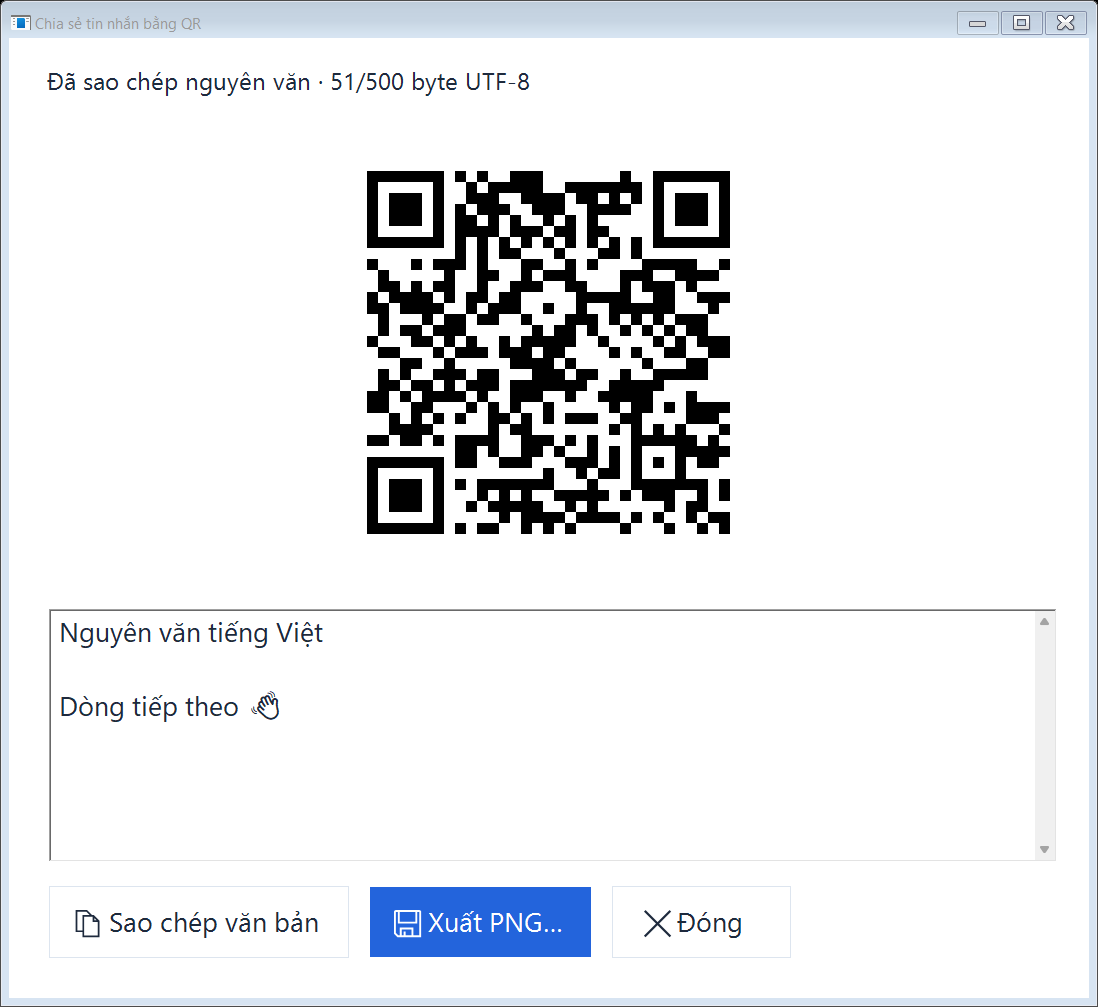 Chia sẻ tin nhắn bằng QR
Đã sao chép nguyên văn · 51/500 byte UTF-8
Nguyên văn tiếng Việt
Dòng tiếp theo 👋
Sao chép văn bản
Xuất PNG...
Đóng